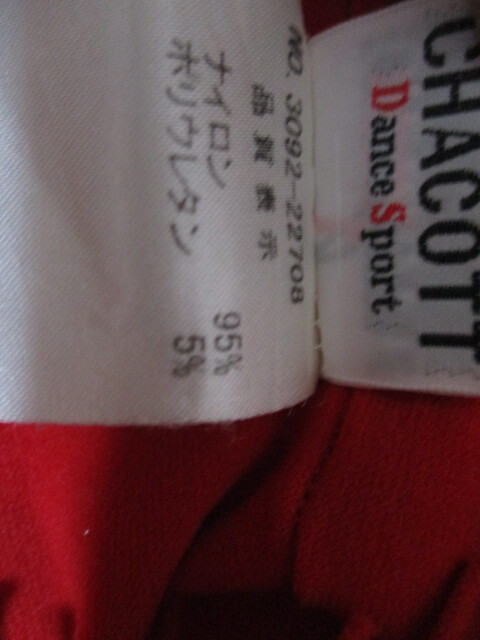 CHACOTT
Dance Sport
NO. 3092-22708
品質表示
ナイロン 95%
ポリウレタン 5%